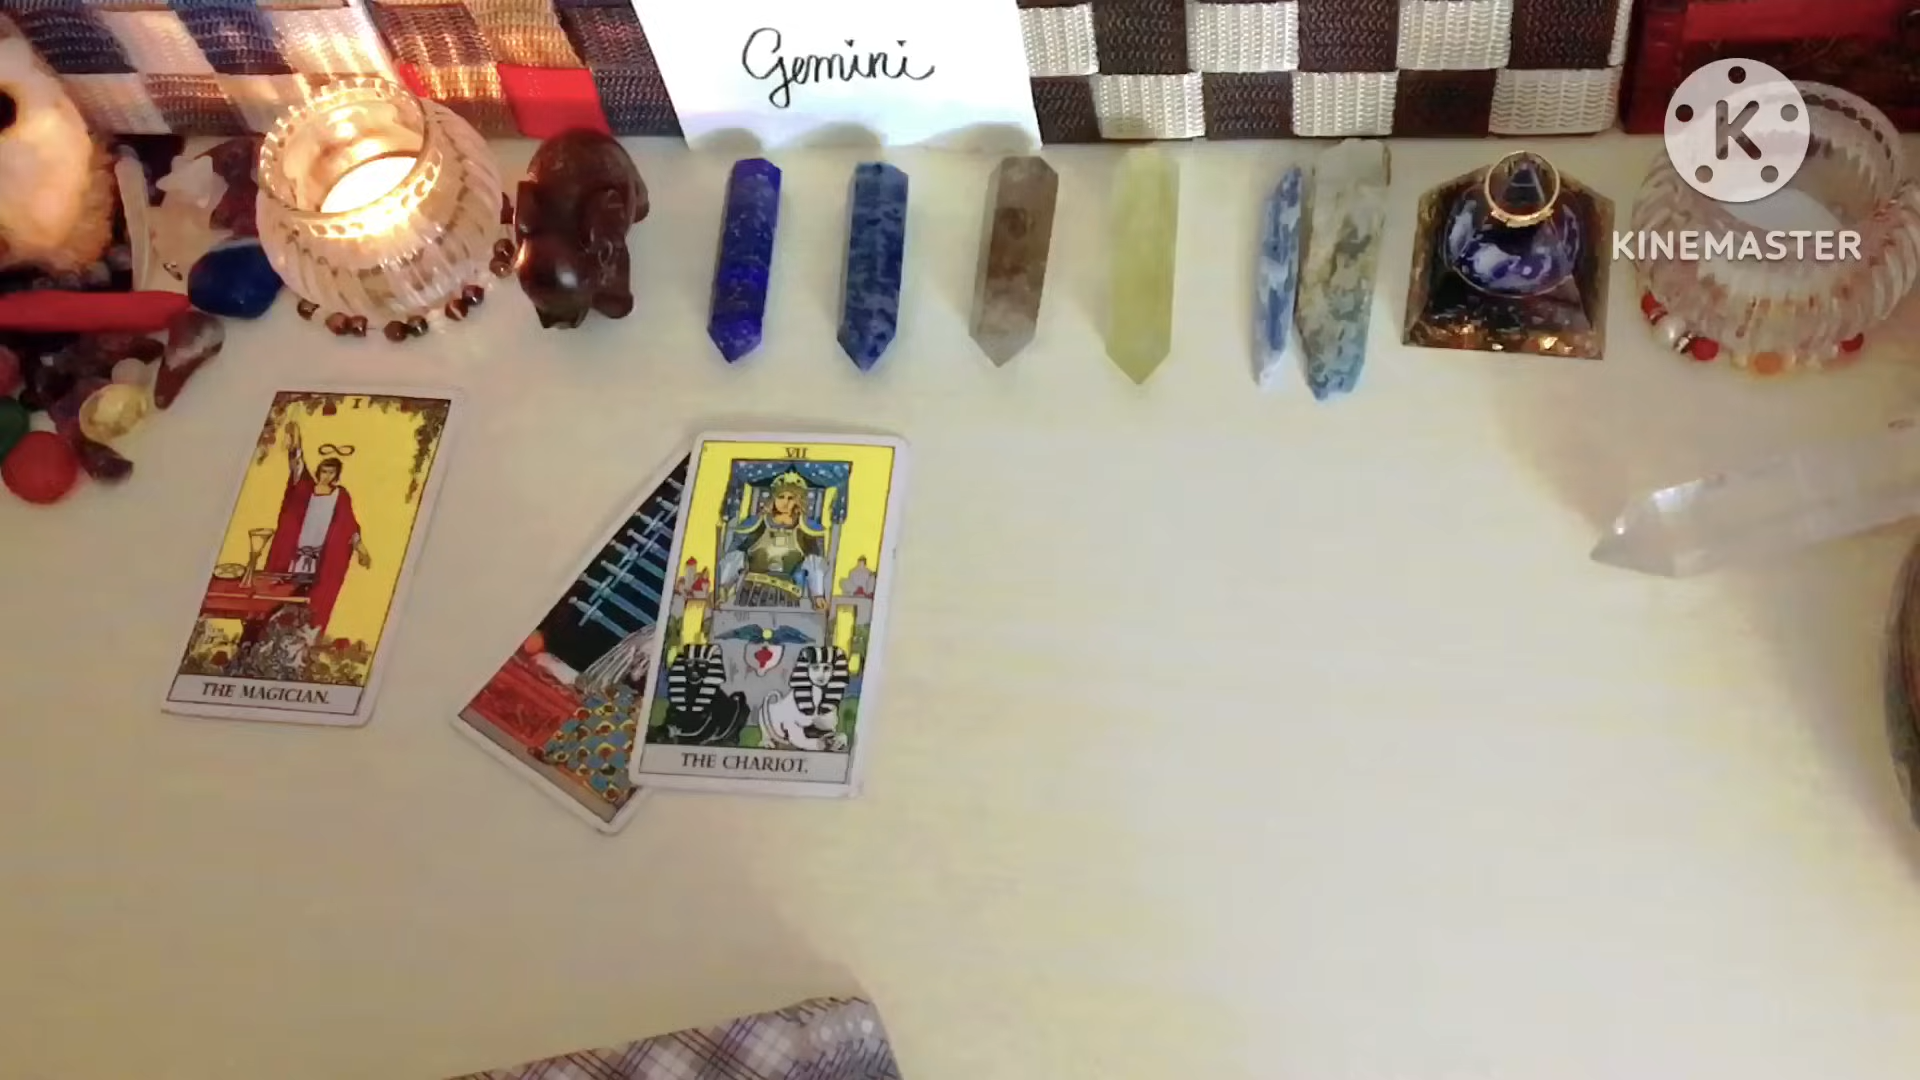 Gemini
K
KINEMASTER
I
THE MAGICIAN.
VII.
THE CHARIOT.